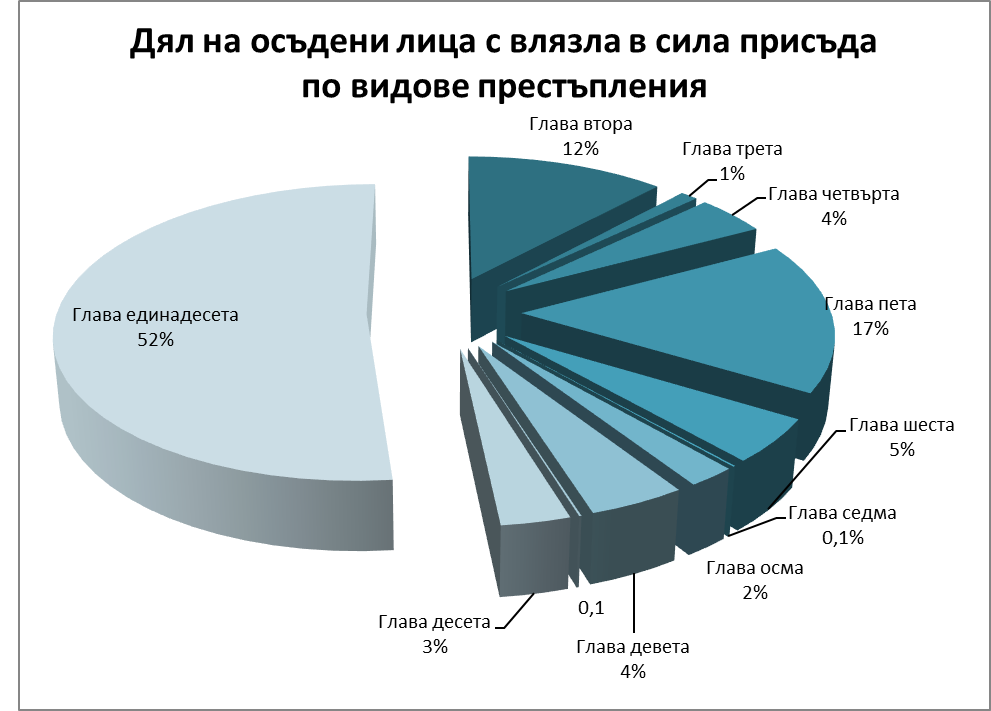 Дял на осъдени лица с влязла в сила присъда
по видове престъпления
Глава втора
12%
Глава трета
1%
Глава четвърта
4%
Глава пета
17%
Глава шеста
5%
Глава седма
0,1%
Глава осма
2%
Глава девета
4%
0,1
Глава десета
3%
Глава единадесета
52%